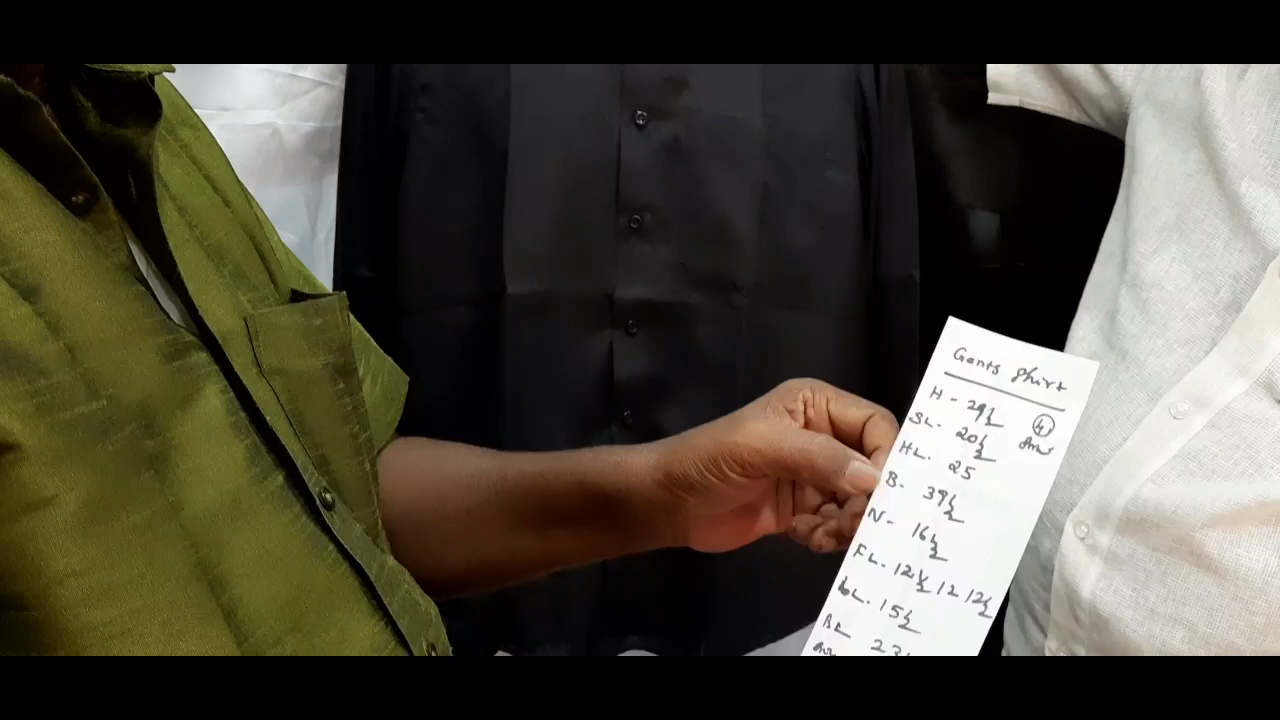 Gents Shirt
H - 29½
SL. 20½ 4
HL. 25
B. 39½
N - 16½
FL. 12½ 12 12½
15½